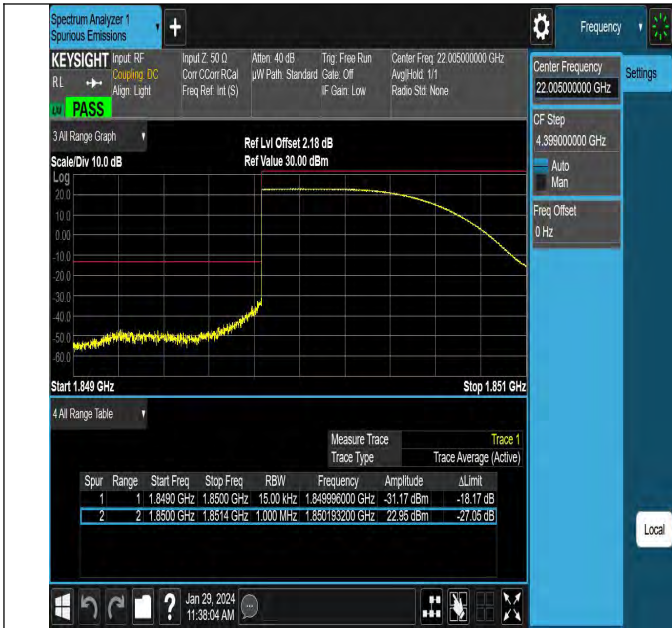 Spectrum Analyzer 1
Spurious Emissions
Frequency
KEYSIGHT
RL
Input: RF
Coupling: DC
Align: Light
Input Z: 50 Ω
Corr CCorr RCal
Freq Ref: Int (S)
Atten: 40 dB
µW Path: Standard
Trig: Free Run
Gate: Off
IF Gain: Low
Center Freq: 22.005000000 GHz
Avg|Hold: 1/1
Radio Std: None
PASS
3 All Range Graph
Scale/Div 10.0 dB
Ref Lvl Offset 2.18 dB
Ref Value 30.00 dBm
Log
20.0
10.0
0.00
-10.0
-20.0
-30.0
-40.0
-50.0
-60.0
Start 1.849 GHz
Stop 1.851 GHz
4 All Range Table
Measure Trace Trace 1
Trace Type Trace Average (Active)
Spur Range Start Freq Stop Freq RBW Frequency Amplitude ΔLimit
1 1 1.8490 GHz 1.8500 GHz 15.00 kHz 1.849996000 GHz -31.17 dBm -18.17 dB
2 2 1.8500 GHz 1.8514 GHz 1.000 MHz 1.850193200 GHz 22.95 dBm -27.05 dB
Center Frequency
22.005000000 GHz
Settings
CF Step
4.399000000 GHz
Auto
Man
Freq Offset
0 Hz
Local
Jan 29, 2024
11:38:04 AM